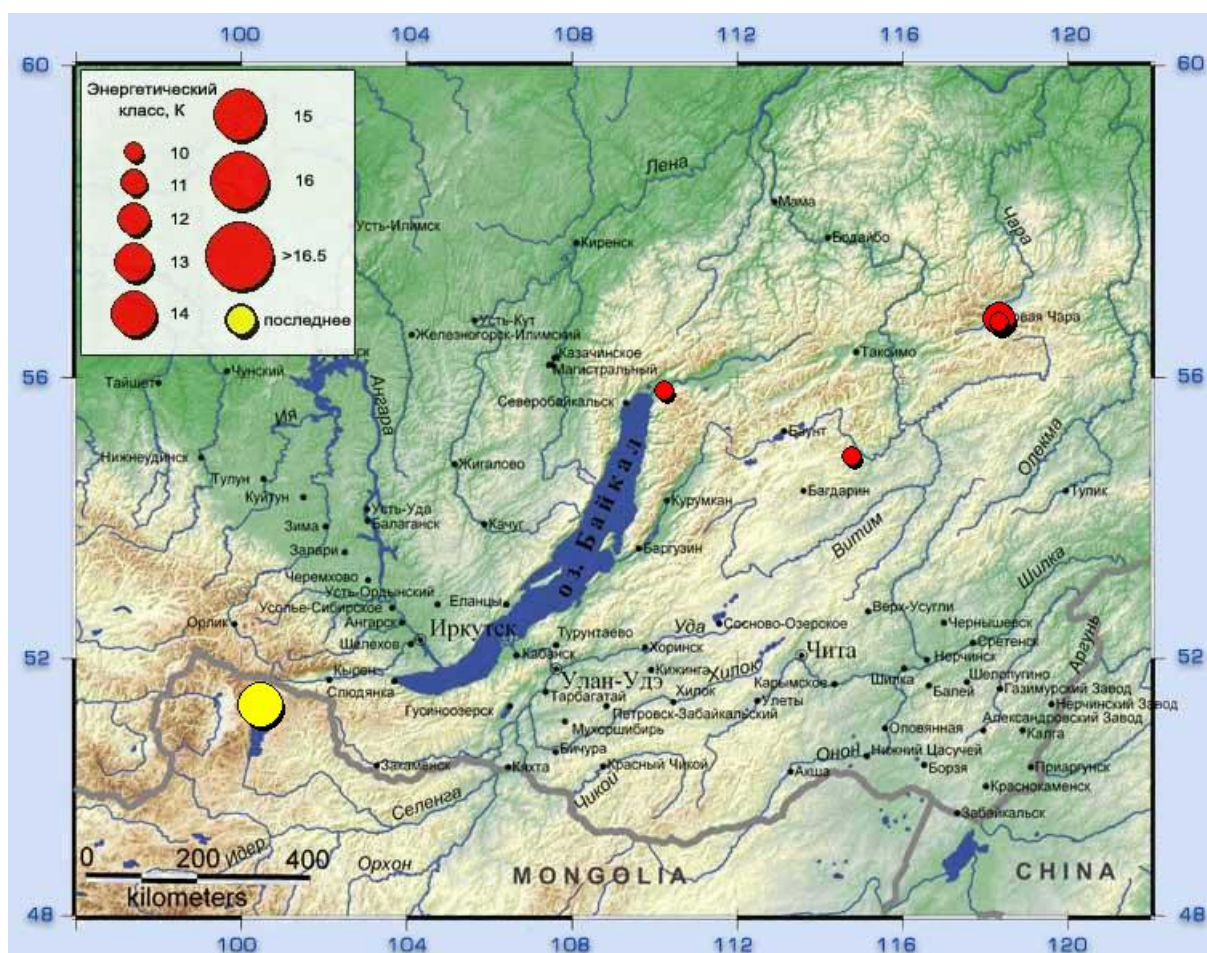 100 104 108 112 116 120
60 60
Энергетический
класс, К
15
10
11
16
12
>16.5
13
14
последнее
Лена
Мама
Усть-Илимск
Бодайбо
Чара
Киренск
овая Чара
Усть-Кут
Железногорск-Илимский
Казачинское
Магистральный
Таксимо
Чунский
56 56
Тайшет
Ангара
Ия
Северобайкальск
Баунт
Олекма
Нижнеудинск
Жигалово
Тулун
Куйтун
Багдарин
Тупик
Курумкан
оз. Байкал
Усть-Уда
Балаганск
Качуг
Зима
Витим
Залари
Баргузин
Шилка
Черемхово
Усть-Ордынский
Усолье-Сибирское
Еланцы
Верх-Усугли
Орлик
Ангарск
Иркутск
Уда
Сосново-Озерское
Чернышевск
Аргунь
Шелехов
Турунтаево
Хоринск
Сретенск
52 52
Кабанск
Чита
Нерчинск
Кырен
Улан-Удэ
Кижинга
Хилок
Шилка
Шелопугино
Слюдянка
Тарбагатай
Хилок
Карымское
Балей
Газимурский Завод
Гусиноозерск
Петровск-Забайкальский
Улеты
Нерчинский Завод
Мухоршибирь
Оловянная
Александровский Завод
Калга
Бичура
Онон
Нижний Цасучей
Закаменск
Кяхта
Красный Чикой
Акша
Борзя
Приаргунск
Чикой
Краснокаменск
Селенга
Забайкальск
Идер
Орхон
0 200 400
kilometers
MONGOLIA
CHINA
48 48
100 104 108 112 116 120